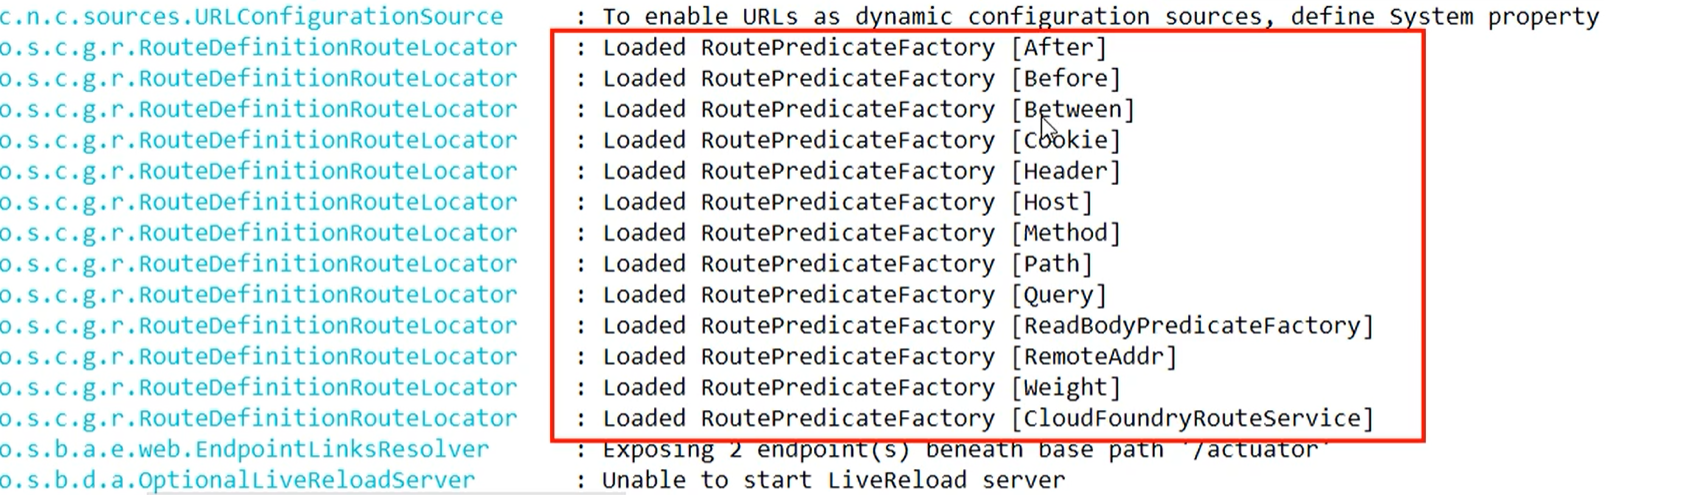 c.n.c.sources.URLConfigurationSource : To enable URLs as dynamic configuration sources, define System property
o.s.c.g.r.RouteDefinitionRouteLocator : Loaded RoutePredicateFactory [After]
o.s.c.g.r.RouteDefinitionRouteLocator : Loaded RoutePredicateFactory [Before]
o.s.c.g.r.RouteDefinitionRouteLocator : Loaded RoutePredicateFactory [Between]
o.s.c.g.r.RouteDefinitionRouteLocator : Loaded RoutePredicateFactory [Cookie]
o.s.c.g.r.RouteDefinitionRouteLocator : Loaded RoutePredicateFactory [Header]
o.s.c.g.r.RouteDefinitionRouteLocator : Loaded RoutePredicateFactory [Host]
o.s.c.g.r.RouteDefinitionRouteLocator : Loaded RoutePredicateFactory [Method]
o.s.c.g.r.RouteDefinitionRouteLocator : Loaded RoutePredicateFactory [Path]
o.s.c.g.r.RouteDefinitionRouteLocator : Loaded RoutePredicateFactory [Query]
o.s.c.g.r.RouteDefinitionRouteLocator : Loaded RoutePredicateFactory [ReadBodyPredicateFactory]
o.s.c.g.r.RouteDefinitionRouteLocator : Loaded RoutePredicateFactory [RemoteAddr]
o.s.c.g.r.RouteDefinitionRouteLocator : Loaded RoutePredicateFactory [Weight]
o.s.c.g.r.RouteDefinitionRouteLocator : Loaded RoutePredicateFactory [CloudFoundryRouteService]
o.s.b.a.e.web.EndpointLinksResolver : Exposing 2 endpoint(s) beneath base path '/actuator'
o.s.b.d.a.OptionalLiveReloadServer : Unable to start LiveReload server